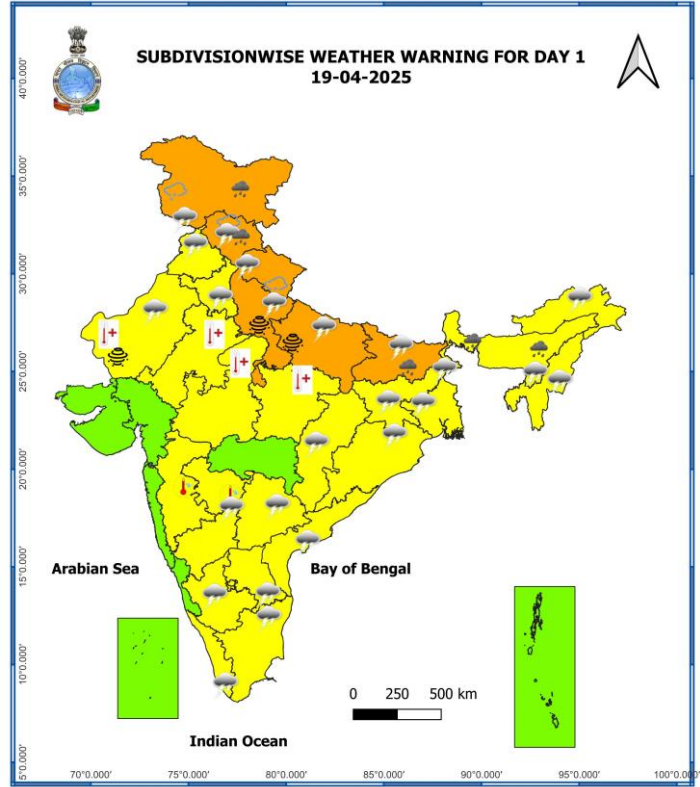 SUBDIVISIONWISE WEATHER WARNING FOR DAY 1
19-04-2025
40°0.000'
35°0.000'
30°0.000'
25°0.000'
20°0.000'
15°0.000'
10°0.000'
5°0.000'
Arabian Sea
Bay of Bengal
0 250 500 km
Indian Ocean
70°0.000' 75°0.000' 80°0.000' 85°0.000' 90°0.000' 95°0.000' 100°0.000'